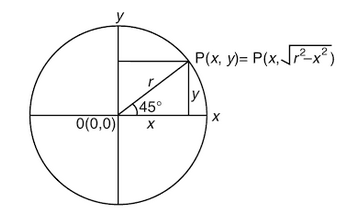 y
P(x, y)= P(x,√r²–x²)
r
y
45°
0(0,0)
x
x